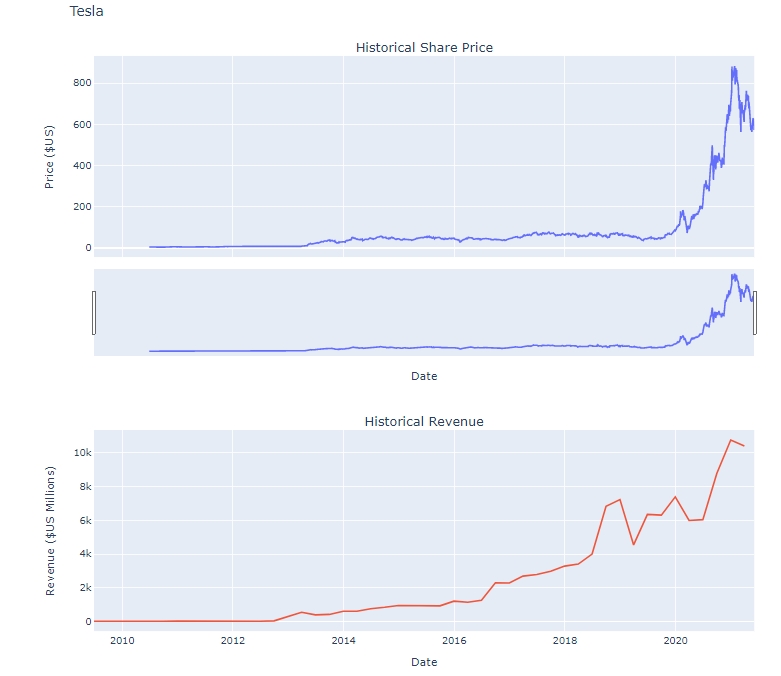 Tesla
Historical Share Price
Price ($US)
800
600
400
200
0
Date
Historical Revenue
Revenue ($US Millions)
10k
8k
6k
4k
2k
0
2010 2012 2014 2016 2018 2020
Date